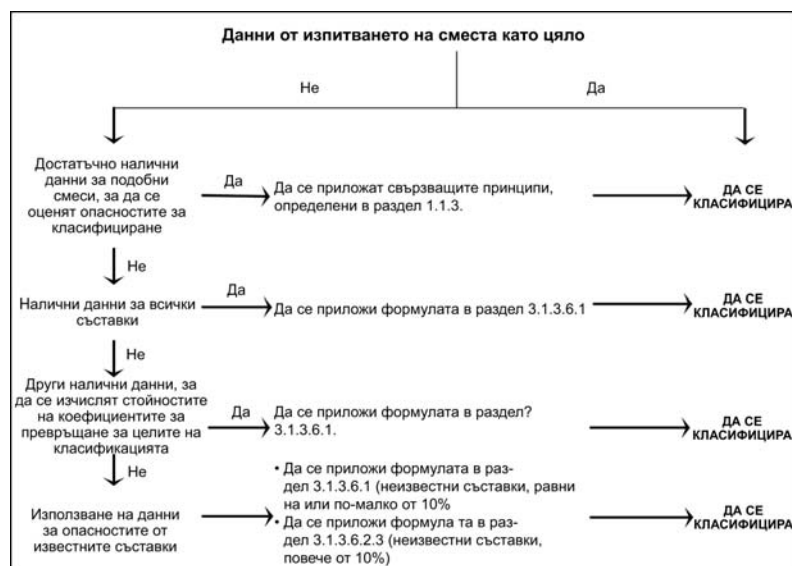 Данни от изпитването на сместа като цяло
Не
Да
Достатъчно налични
данни за подобни
смеси, за да се
оценят опасностите за
класифициране
Да
Да се приложат свързващите принципи,
определени в раздел 1.1.3.
ДА СЕ
КЛАСИФИЦИРА
Не
Налични данни за всички
съставки
Да
Да се приложи формулата в раздел 3.1.3.6.1
ДА СЕ
КЛАСИФИЦИРА
Не
Други налични данни, за
да се изчислят стойностите
на коефициентите за
превръщане за целите на
класификацията
Да
Да се приложи формулата в раздел?
3.1.3.6.1.
ДА СЕ
КЛАСИФИЦИРА
Не
Използване на данни
за опасностите от
известните съставки
• Да се приложи формулата в раз-
дел 3.1.3.6.1 (неизвестни съставки, равни
на или по-малко от 10%
• Да се приложи формула та в раз-
дел 3.1.3.6.2.3 (неизвестни съставки,
повече от 10%)
ДА СЕ
КЛАСИФИЦИРА